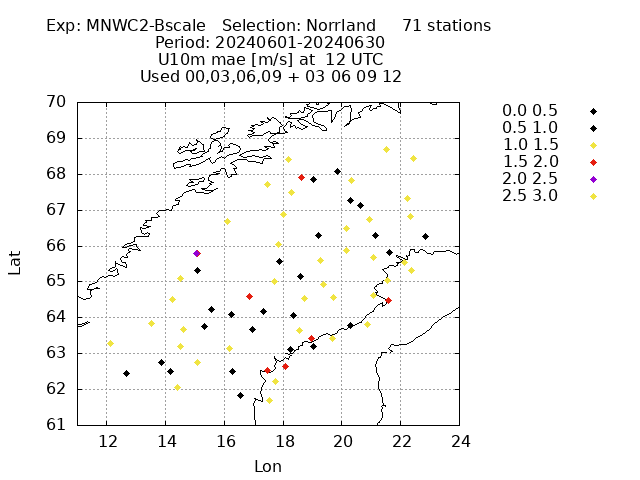 Exp: MNWC2-Bscale   Selection: Norrland     71 stations
Period: 20240601-20240630
U10m mae [m/s] at  12 UTC
Used 00,03,06,09 + 03 06 09 12
0.0 0.5
0.5 1.0
1.0 1.5
1.5 2.0
2.0 2.5
2.5 3.0
70
69
68
67
66
65
64
63
62
61
Lat
12 14 16 18 20 22 24
Lon